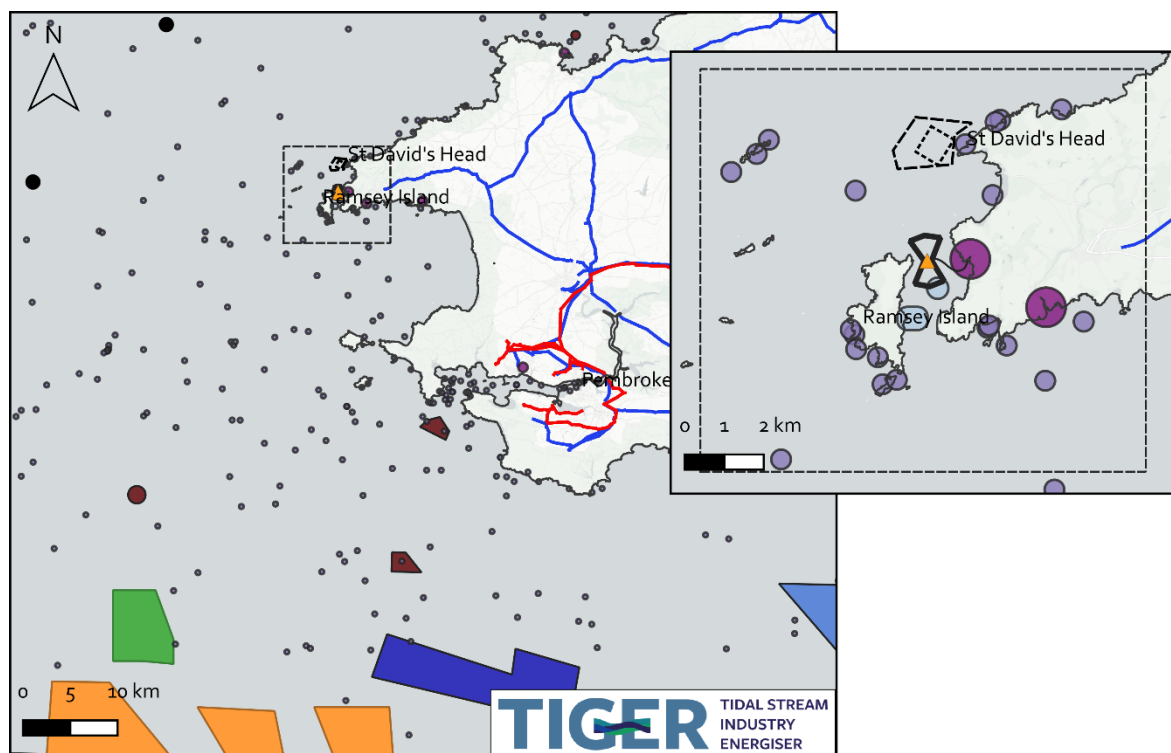 N
St David's Head
Ramsey Island
Pembroke
0 5 10 km
St David's Head
Ramsey Island
0 1 2 km
TIGER
TIDAL STREAM
INDUSTRY
ENERGISER